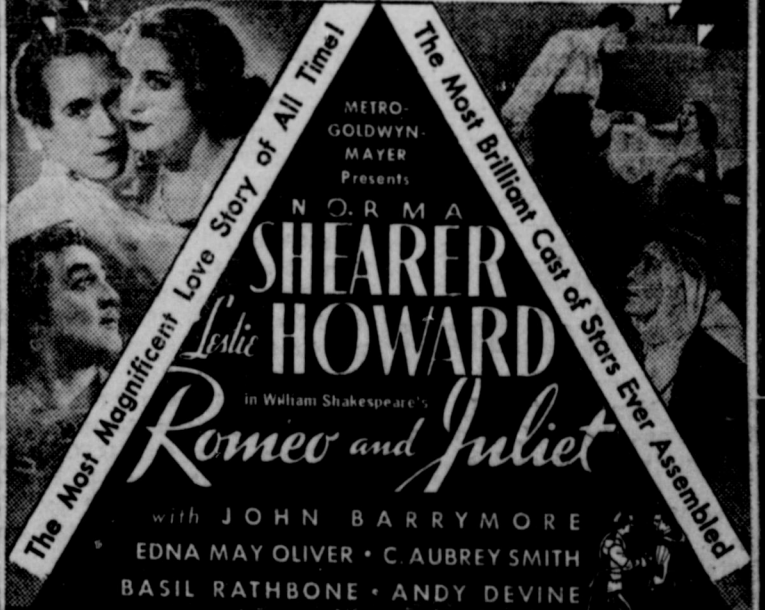 The Most Magnificent Love Story of All Time!
The Most Brilliant Cast of Stars Ever Assembled
METRO-
GOLDWYN-
MAYER
Presents
NORMA
SHEARER
Leslie HOWARD
in William Shakespeare's
Romeo and Juliet
with JOHN BARRYMORE
EDNA MAY OLIVER • C. AUBREY SMITH
BASIL RATHBONE • ANDY DEVINE